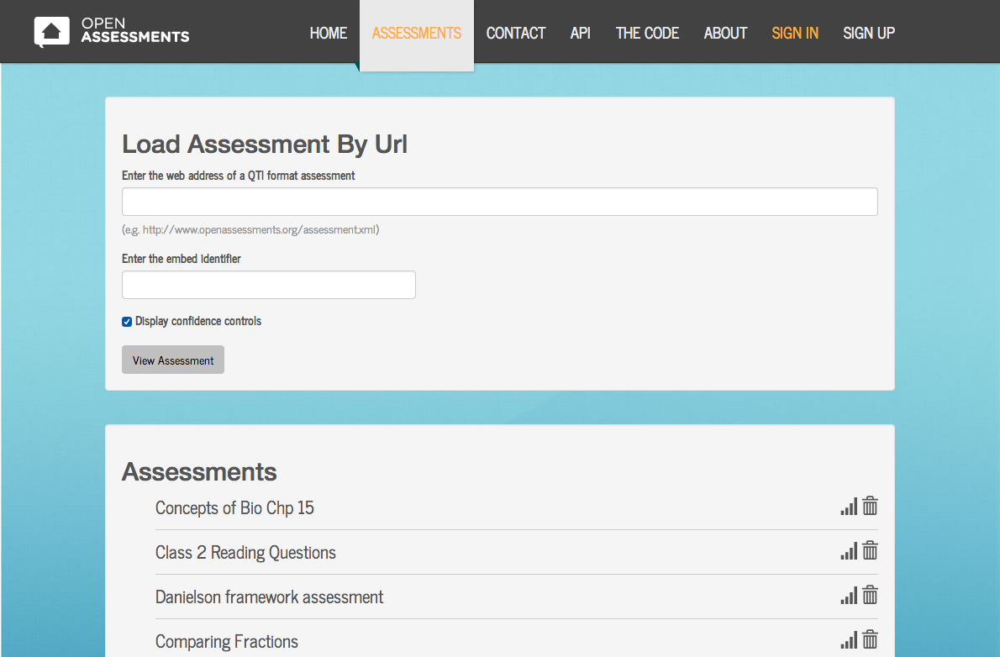 OPEN
ASSESSMENTS
HOME ASSESSMENTS CONTACT API THE CODE ABOUT SIGN IN SIGN UP
Load Assessment By Url
Enter the web address of a QTI format assessment
(e.g. http://www.openassessments.org/assessment.xml)
Enter the embed identifier
Display confidence controls
View Assessment
Assessments
Concepts of Bio Chp 15
Class 2 Reading Questions
Danielson framework assessment
Comparing Fractions